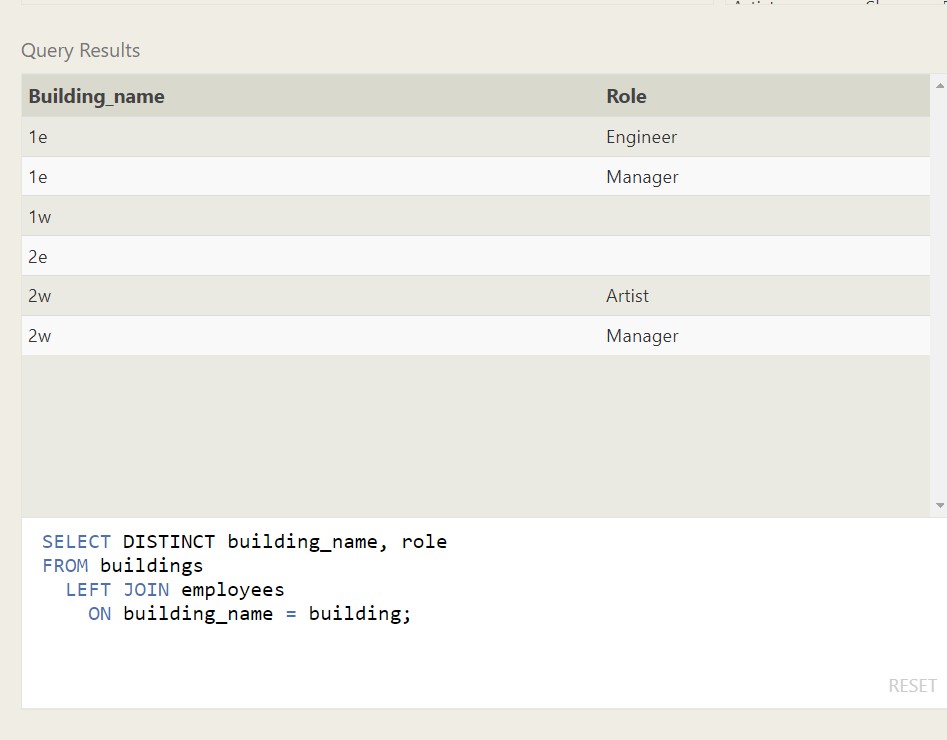 Query Results
Building_name Role
1e Engineer
1e Manager
1w
2e
2w Artist
2w Manager
SELECT DISTINCT building_name, role
FROM buildings
LEFT JOIN employees
ON building_name = building;
RESET